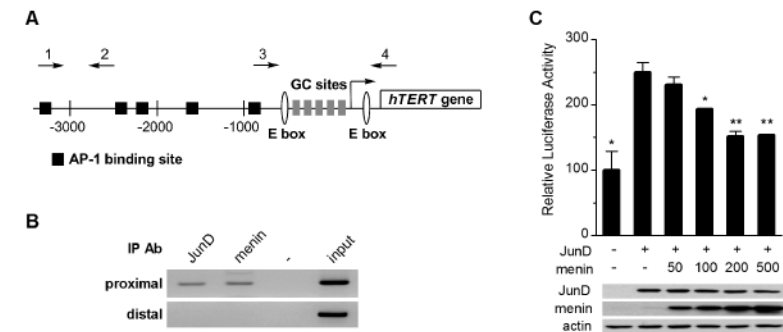 A
1 2 3 4
GC sites
hTERT gene
-3000 -2000 -1000
E box E box
AP-1 binding site
B
IP Ab JunD menin - input
proximal
distal
C
Relative Luciferase Activity
300
200
100
0
* * ** **
JunD - + + + + +
menin - - 50 100 200 500
JunD
menin
actin